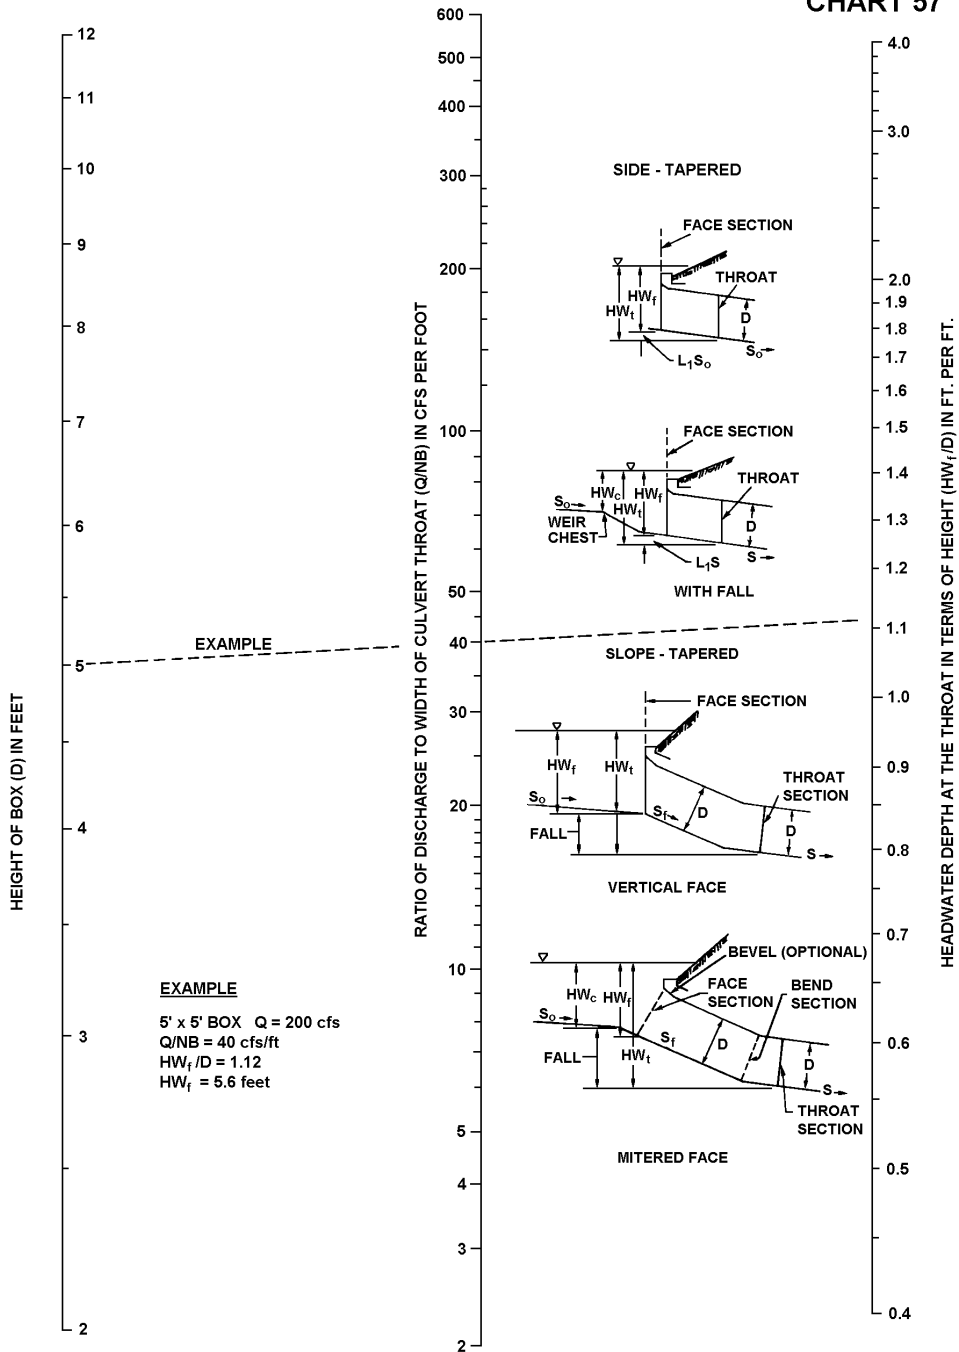 CHART 57
HEIGHT OF BOX (D) IN FEET
12
11
10
9
8
7
6
5
4
3
2
EXAMPLE
EXAMPLE
5' x 5' BOX Q = 200 cfs
Q/NB = 40 cfs/ft
HWf /D = 1.12
HWf = 5.6 feet
RATIO OF DISCHARGE TO WIDTH OF CULVERT THROAT (Q/NB) IN CFS PER FOOT
600
500
400
300
200
100
50
40
30
20
10
5
4
3
2
SIDE - TAPERED
FACE SECTION
THROAT
HWf
HWt
D
So
L1So
FACE SECTION
THROAT
HWc
HWf
HWt
So
WEIR
CHEST
D
S
L1S
WITH FALL
SLOPE - TAPERED
FACE SECTION
HWf
HWt
THROAT
SECTION
So
Sf
D
D
FALL
S
VERTICAL FACE
BEVEL (OPTIONAL)
FACE
SECTION
BEND
SECTION
HWc
HWf
So
Sf
D
D
FALL
HWt
S
THROAT
SECTION
MITERED FACE
4.0
3.0
2.0
1.9
1.8
1.7
1.6
1.5
1.4
1.3
1.2
1.1
1.0
0.9
0.8
0.7
0.6
0.5
0.4
HEADWATER DEPTH AT THE THROAT IN TERMS OF HEIGHT (HWf /D) IN FT. PER FT.